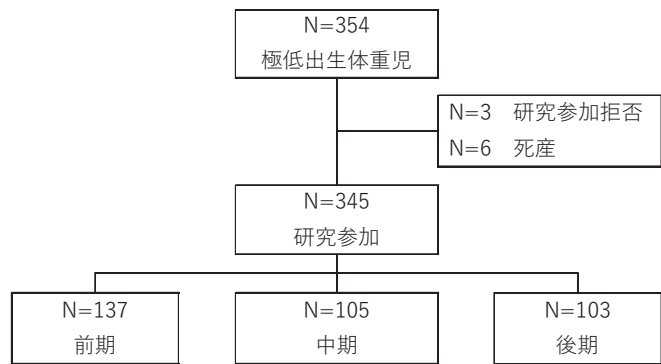 N=354
極低出生体重児
N=3　研究参加拒否
N=6　死産
N=345
研究参加
N=137
前期
N=105
中期
N=103
後期